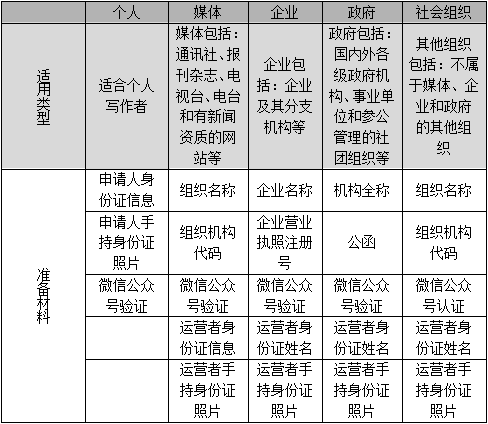 个人
媒体
企业
政府
社会组织
适用类型
适合个人
写作者
媒体包括：
通讯社、报
刊杂志、电
视台、电台
和有新闻
资质的网
站等
企业包
括：企业
及其分支
机构等
政府包括：
国内外各
级政府机
构、事业单
位和参公
管理的社
团组织等
其他组织
包括：不属
于媒体、企
业和政府
的其他组
织
准备材料
申请人身
份证信息
组织名称
企业名称
机构全称
组织名称
申请人手
持身份证
照片
组织机构
代码
企业营业
执照注册
号
公函
组织机构
代码
微信公众
号验证
微信公众
号验证
微信公众
号验证
微信公众
号验证
微信公众
号认证
运营者身
份证信息
运营者身
份证姓名
运营者身
份证姓名
运营者身
份证姓名
运营者手
持身份证
照片
运营者手
持身份证
照片
运营者手
持身份证
照片
运营者手
持身份证
照片